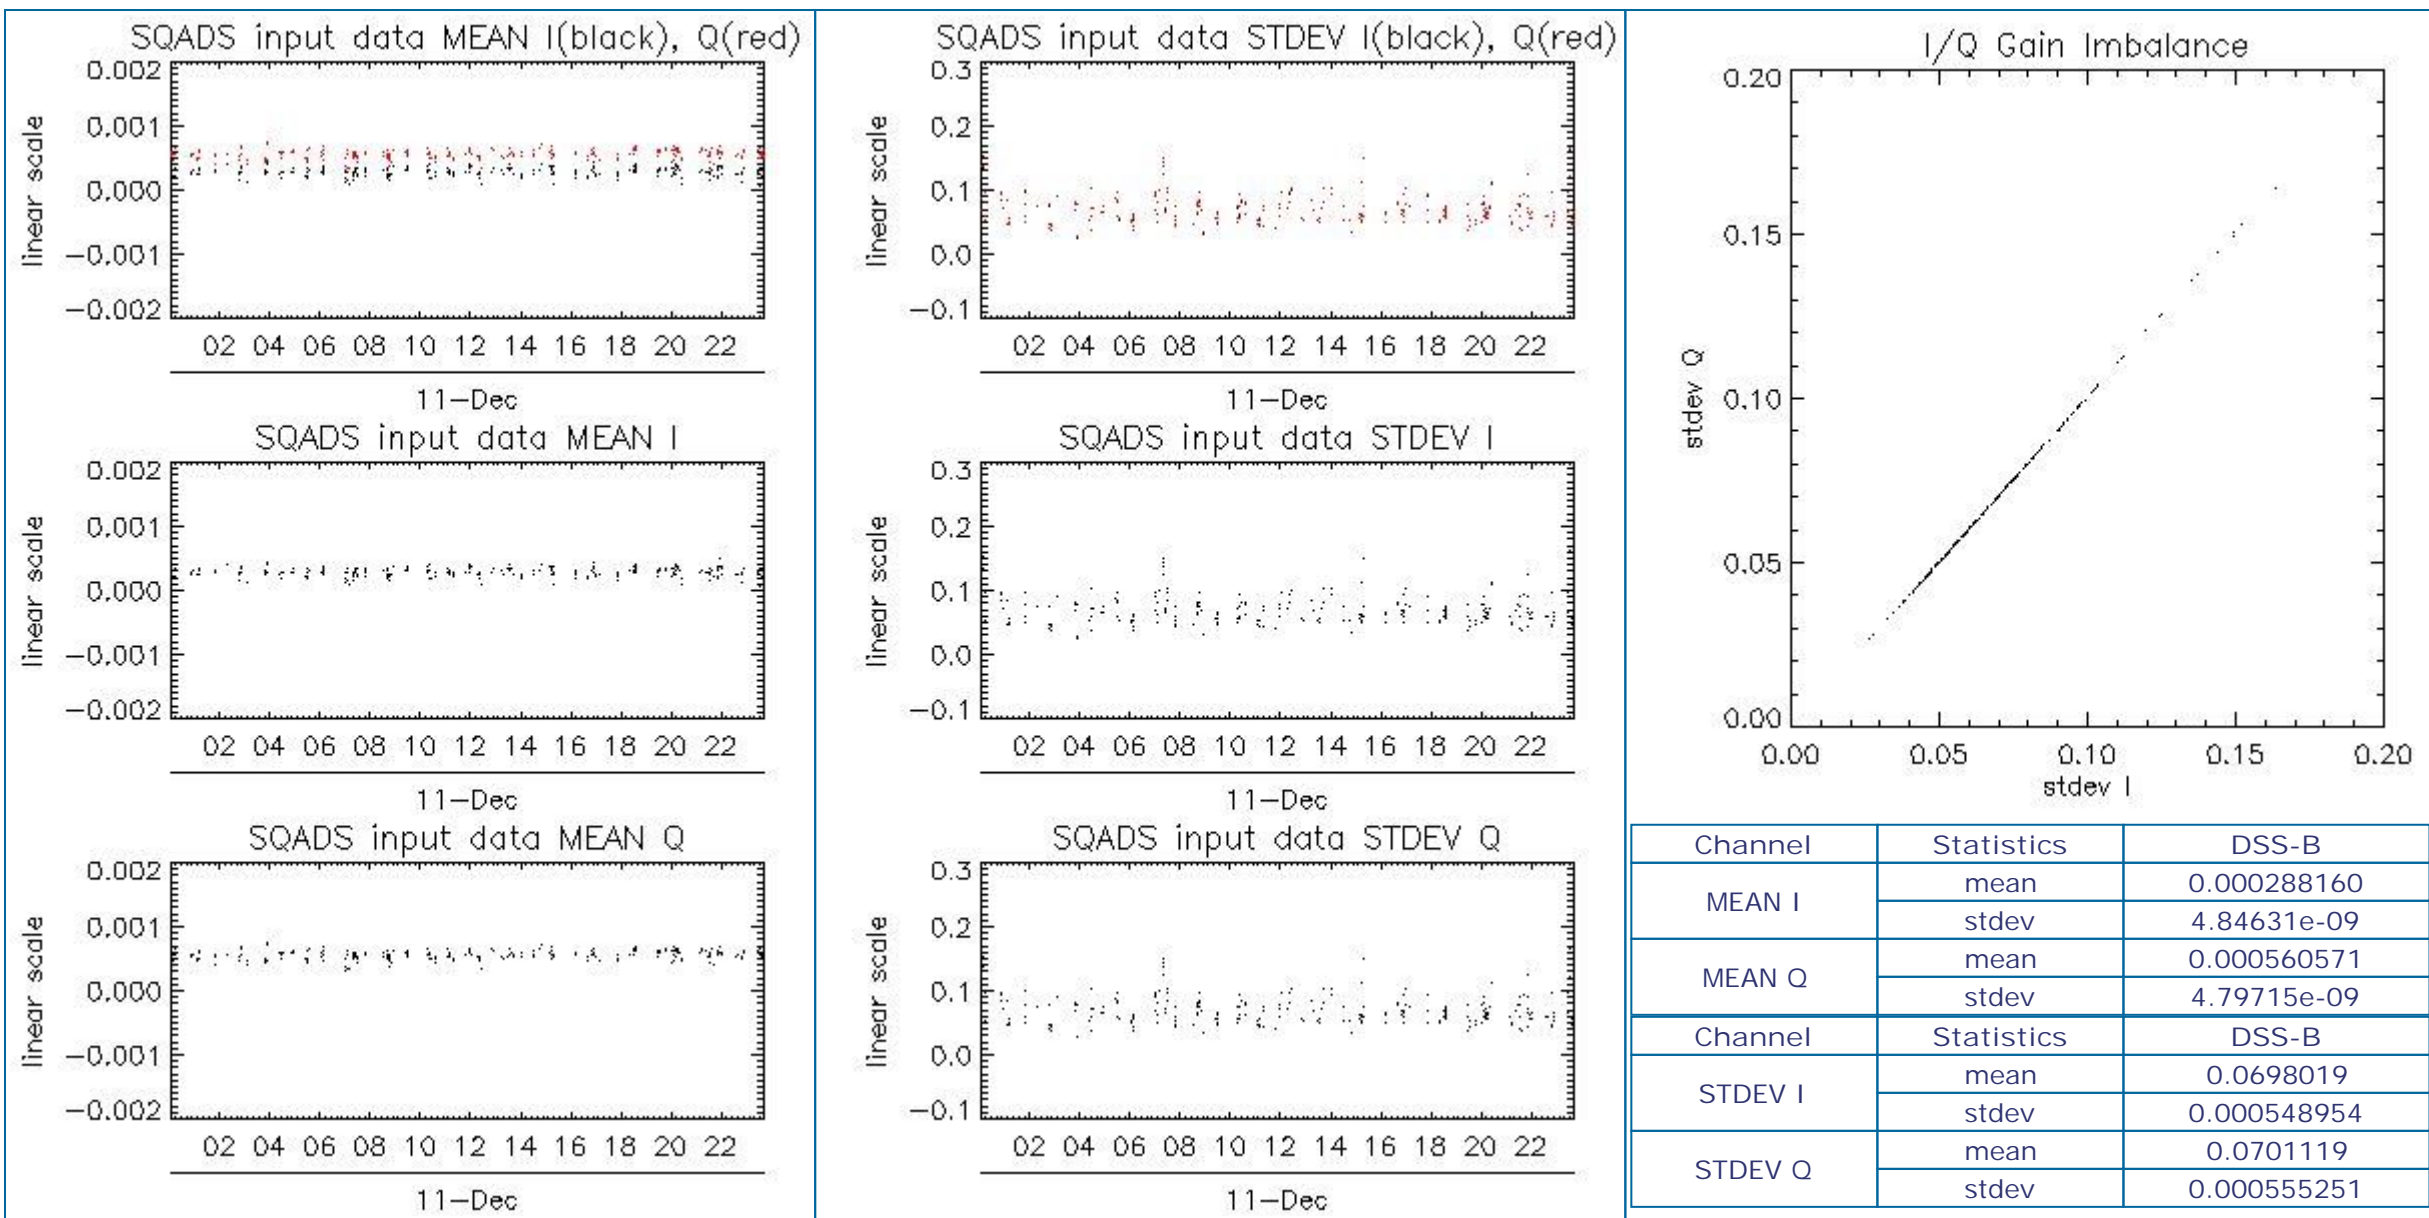 SQADS input data MEAN I(black), Q(red)
linear scale
0.002
0.001
0.000
−0.001
−0.002
02 04 06 08 10 12 14 16 18 20 22
11−Dec
SQADS input data MEAN I
linear scale
0.002
0.001
0.000
−0.001
−0.002
02 04 06 08 10 12 14 16 18 20 22
11−Dec
SQADS input data MEAN Q
linear scale
0.002
0.001
0.000
−0.001
−0.002
02 04 06 08 10 12 14 16 18 20 22
11−Dec
SQADS input data STDEV I(black), Q(red)
linear scale
0.3
0.2
0.1
0.0
−0.1
02 04 06 08 10 12 14 16 18 20 22
11−Dec
SQADS input data STDEV I
linear scale
0.3
0.2
0.1
0.0
−0.1
02 04 06 08 10 12 14 16 18 20 22
11−Dec
SQADS input data STDEV Q
linear scale
0.3
0.2
0.1
0.0
−0.1
02 04 06 08 10 12 14 16 18 20 22
11−Dec
I/Q Gain Imbalance
stdev Q
0.20
0.15
0.10
0.05
0.00
0.00 0.05 0.10 0.15 0.20
stdev I
Channel Statistics DSS-B
MEAN I mean 0.000288160
stdev 4.84631e-09
MEAN Q mean 0.000560571
stdev 4.79715e-09
Channel Statistics DSS-B
STDEV I mean 0.0698019
stdev 0.000548954
STDEV Q mean 0.0701119
stdev 0.000555251